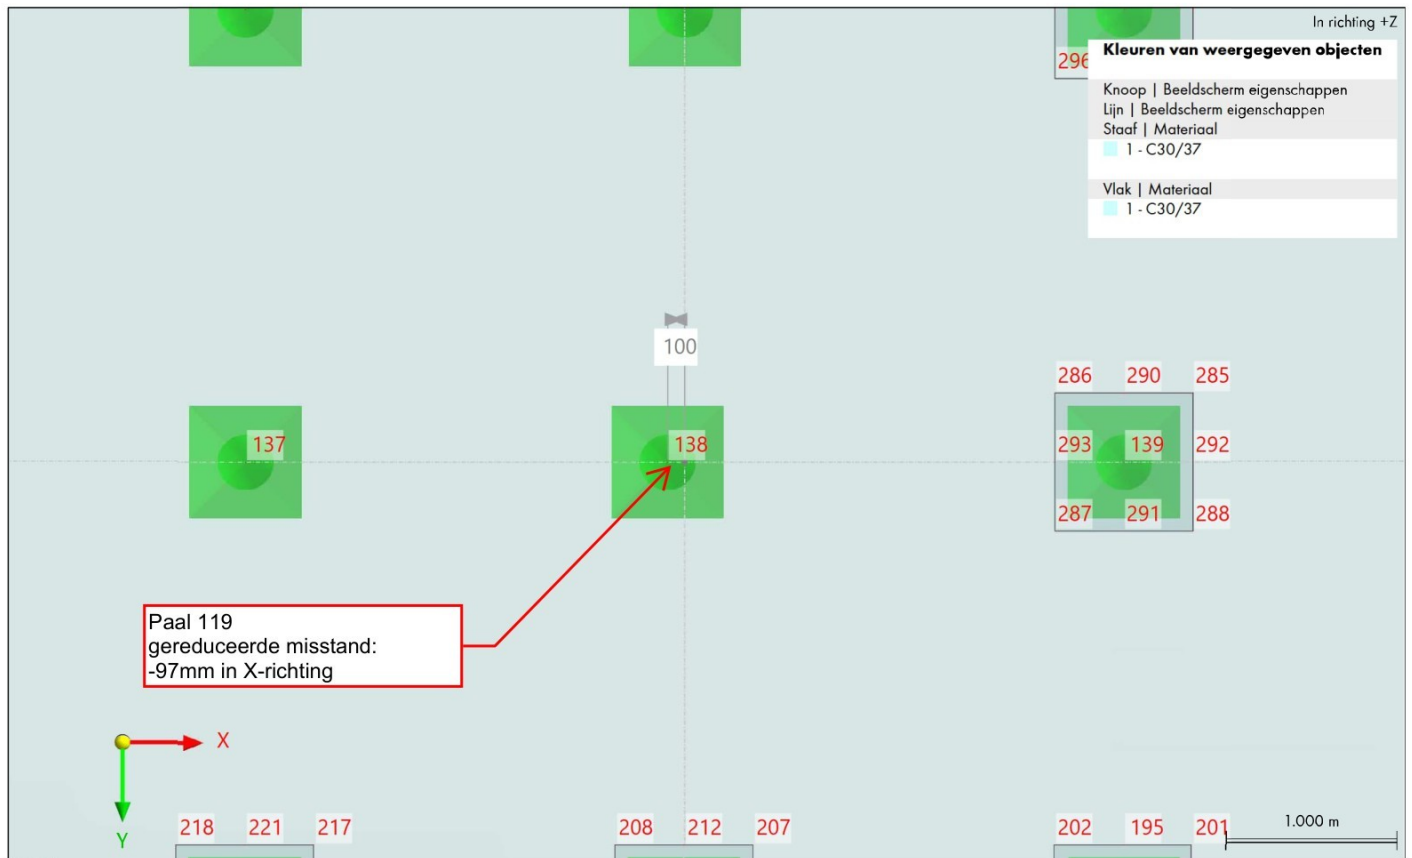 In richting +Z
Kleuren van weergegeven objecten
296
Knoop | Beeldscherm eigenschappen
Lijn | Beeldscherm eigenschappen
Staaf | Materiaal
1 - C30/37
Vlak | Materiaal
1 - C30/37
100
286 290 285
137 138 293 139 292
287 291 288
Paal 119
gereduceerde misstand:
-97mm in X-richting
X
Y
218 221 217 208 212 207 202 195 201
1.000 m